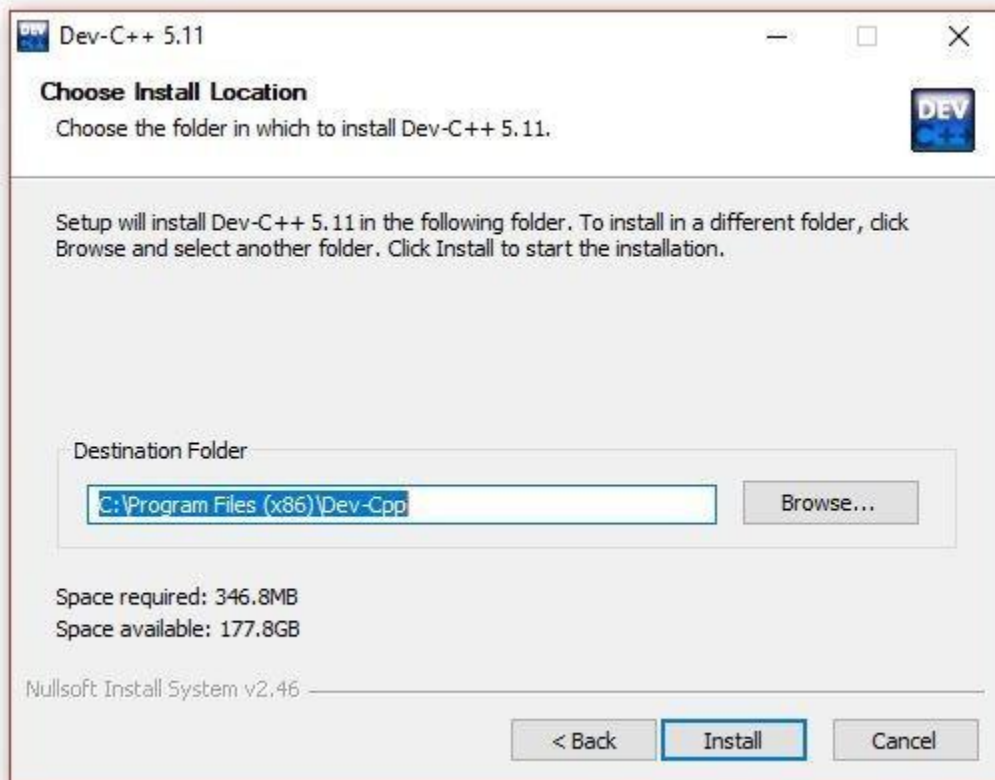 DEV
C++
Dev-C++ 5.11
Choose Install Location
Choose the folder in which to install Dev-C++ 5.11.
DEV
C++
Setup will install Dev-C++ 5.11 in the following folder. To install in a different folder, click
Browse and select another folder. Click Install to start the installation.
Destination Folder
C:\Program Files (x86)\Dev-Cpp
Browse...
Space required: 346.8MB
Space available: 177.8GB
Nullsoft Install System v2.46
< Back
Install
Cancel